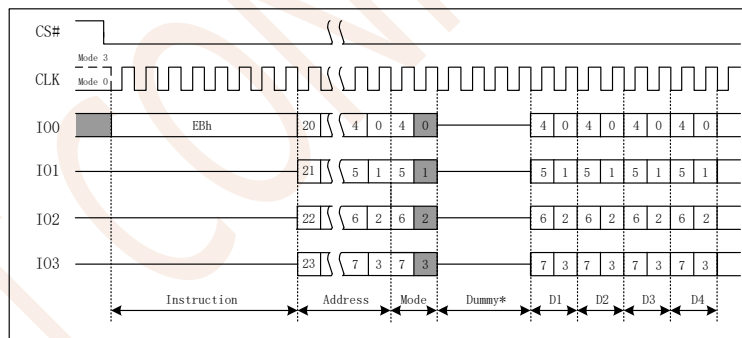 CS#
Mode 3
CLK
Mode 0
IO0 EBh 20 4 0 4 0 4 0 4 0 4 0 4 0
IO1 21 5 1 5 1 5 1 5 1 5 1 5 1
IO2 22 6 2 6 2 6 2 6 2 6 2 6 2
IO3 23 7 3 7 3 7 3 7 3 7 3 7 3
Instruction Address Mode Dummy* D1 D2 D3 D4